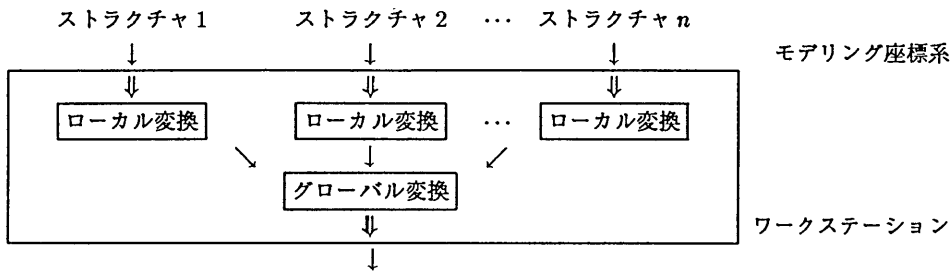 ストラクチャ1 ストラクチャ2 … ストラクチャn
モデリング座標系
ローカル変換 ローカル変換 … ローカル変換
グローバル変換
ワークステーション